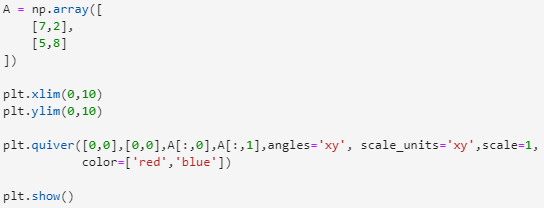 A = np.array([
    [7,2],
    [5,8]
])

plt.xlim(0,10)
plt.ylim(0,10)

plt.quiver([0,0],[0,0],A[:,0],A[:,1],angles='xy', scale_units='xy',scale=1,
           color=['red','blue'])

plt.show()